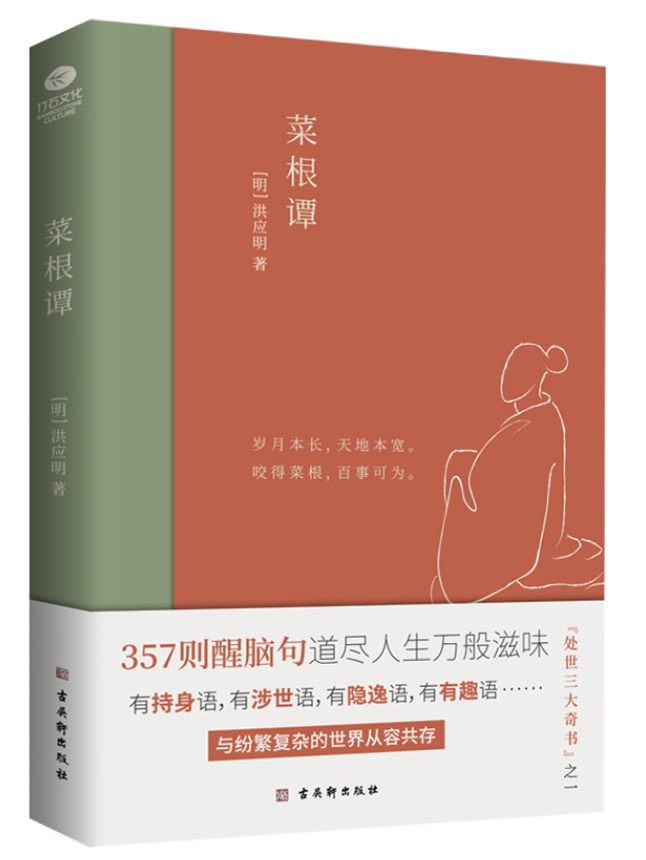 竹石文化
BAMBOO STONE
CULTURE
菜根谭
[明]洪应明 著
古吴轩出版社
菜根谭
[明]洪应明 著
岁月本长，天地本宽。
咬得菜根，百事可为。
357则醒脑句道尽人生万般滋味
有持身语，有涉世语，有隐逸语，有有趣语……
与纷繁复杂的世界从容共存
古吴轩出版社
『处世三大奇书』之一